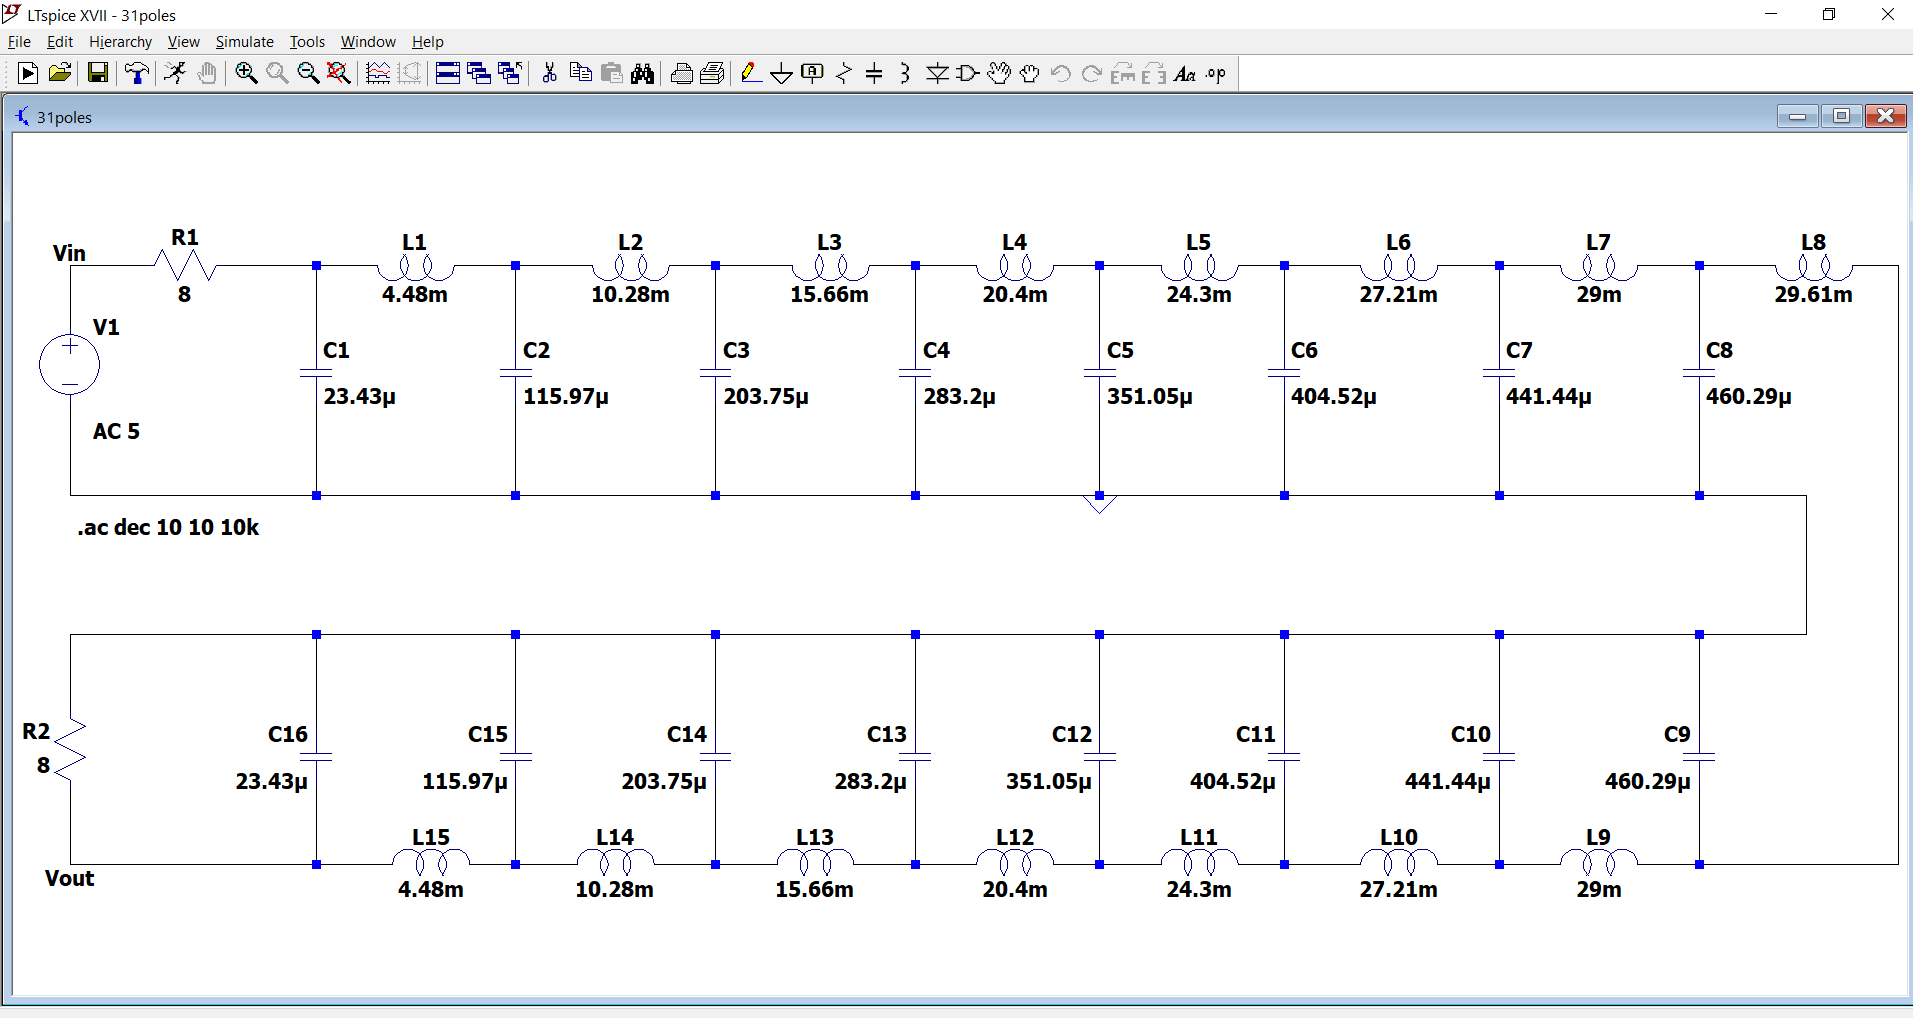 LTspice XVII - 31poles
File Edit Hierarchy View Simulate Tools Window Help
A Aa .op
31poles
Vin R1 L1 L2 L3 L4 L5 L6 L7 L8
8 4.48m 10.28m 15.66m 20.4m 24.3m 27.21m 29m 29.61m
V1
C1 C2 C3 C4 C5 C6 C7 C8
23.43µ 115.97µ 203.75µ 283.2µ 351.05µ 404.52µ 441.44µ 460.29µ
AC 5
.ac dec 10 10 10k
R2 C16 C15 C14 C13 C12 C11 C10 C9
8 23.43µ 115.97µ 203.75µ 283.2µ 351.05µ 404.52µ 441.44µ 460.29µ
L15 L14 L13 L12 L11 L10 L9
Vout 4.48m 10.28m 15.66m 20.4m 24.3m 27.21m 29m